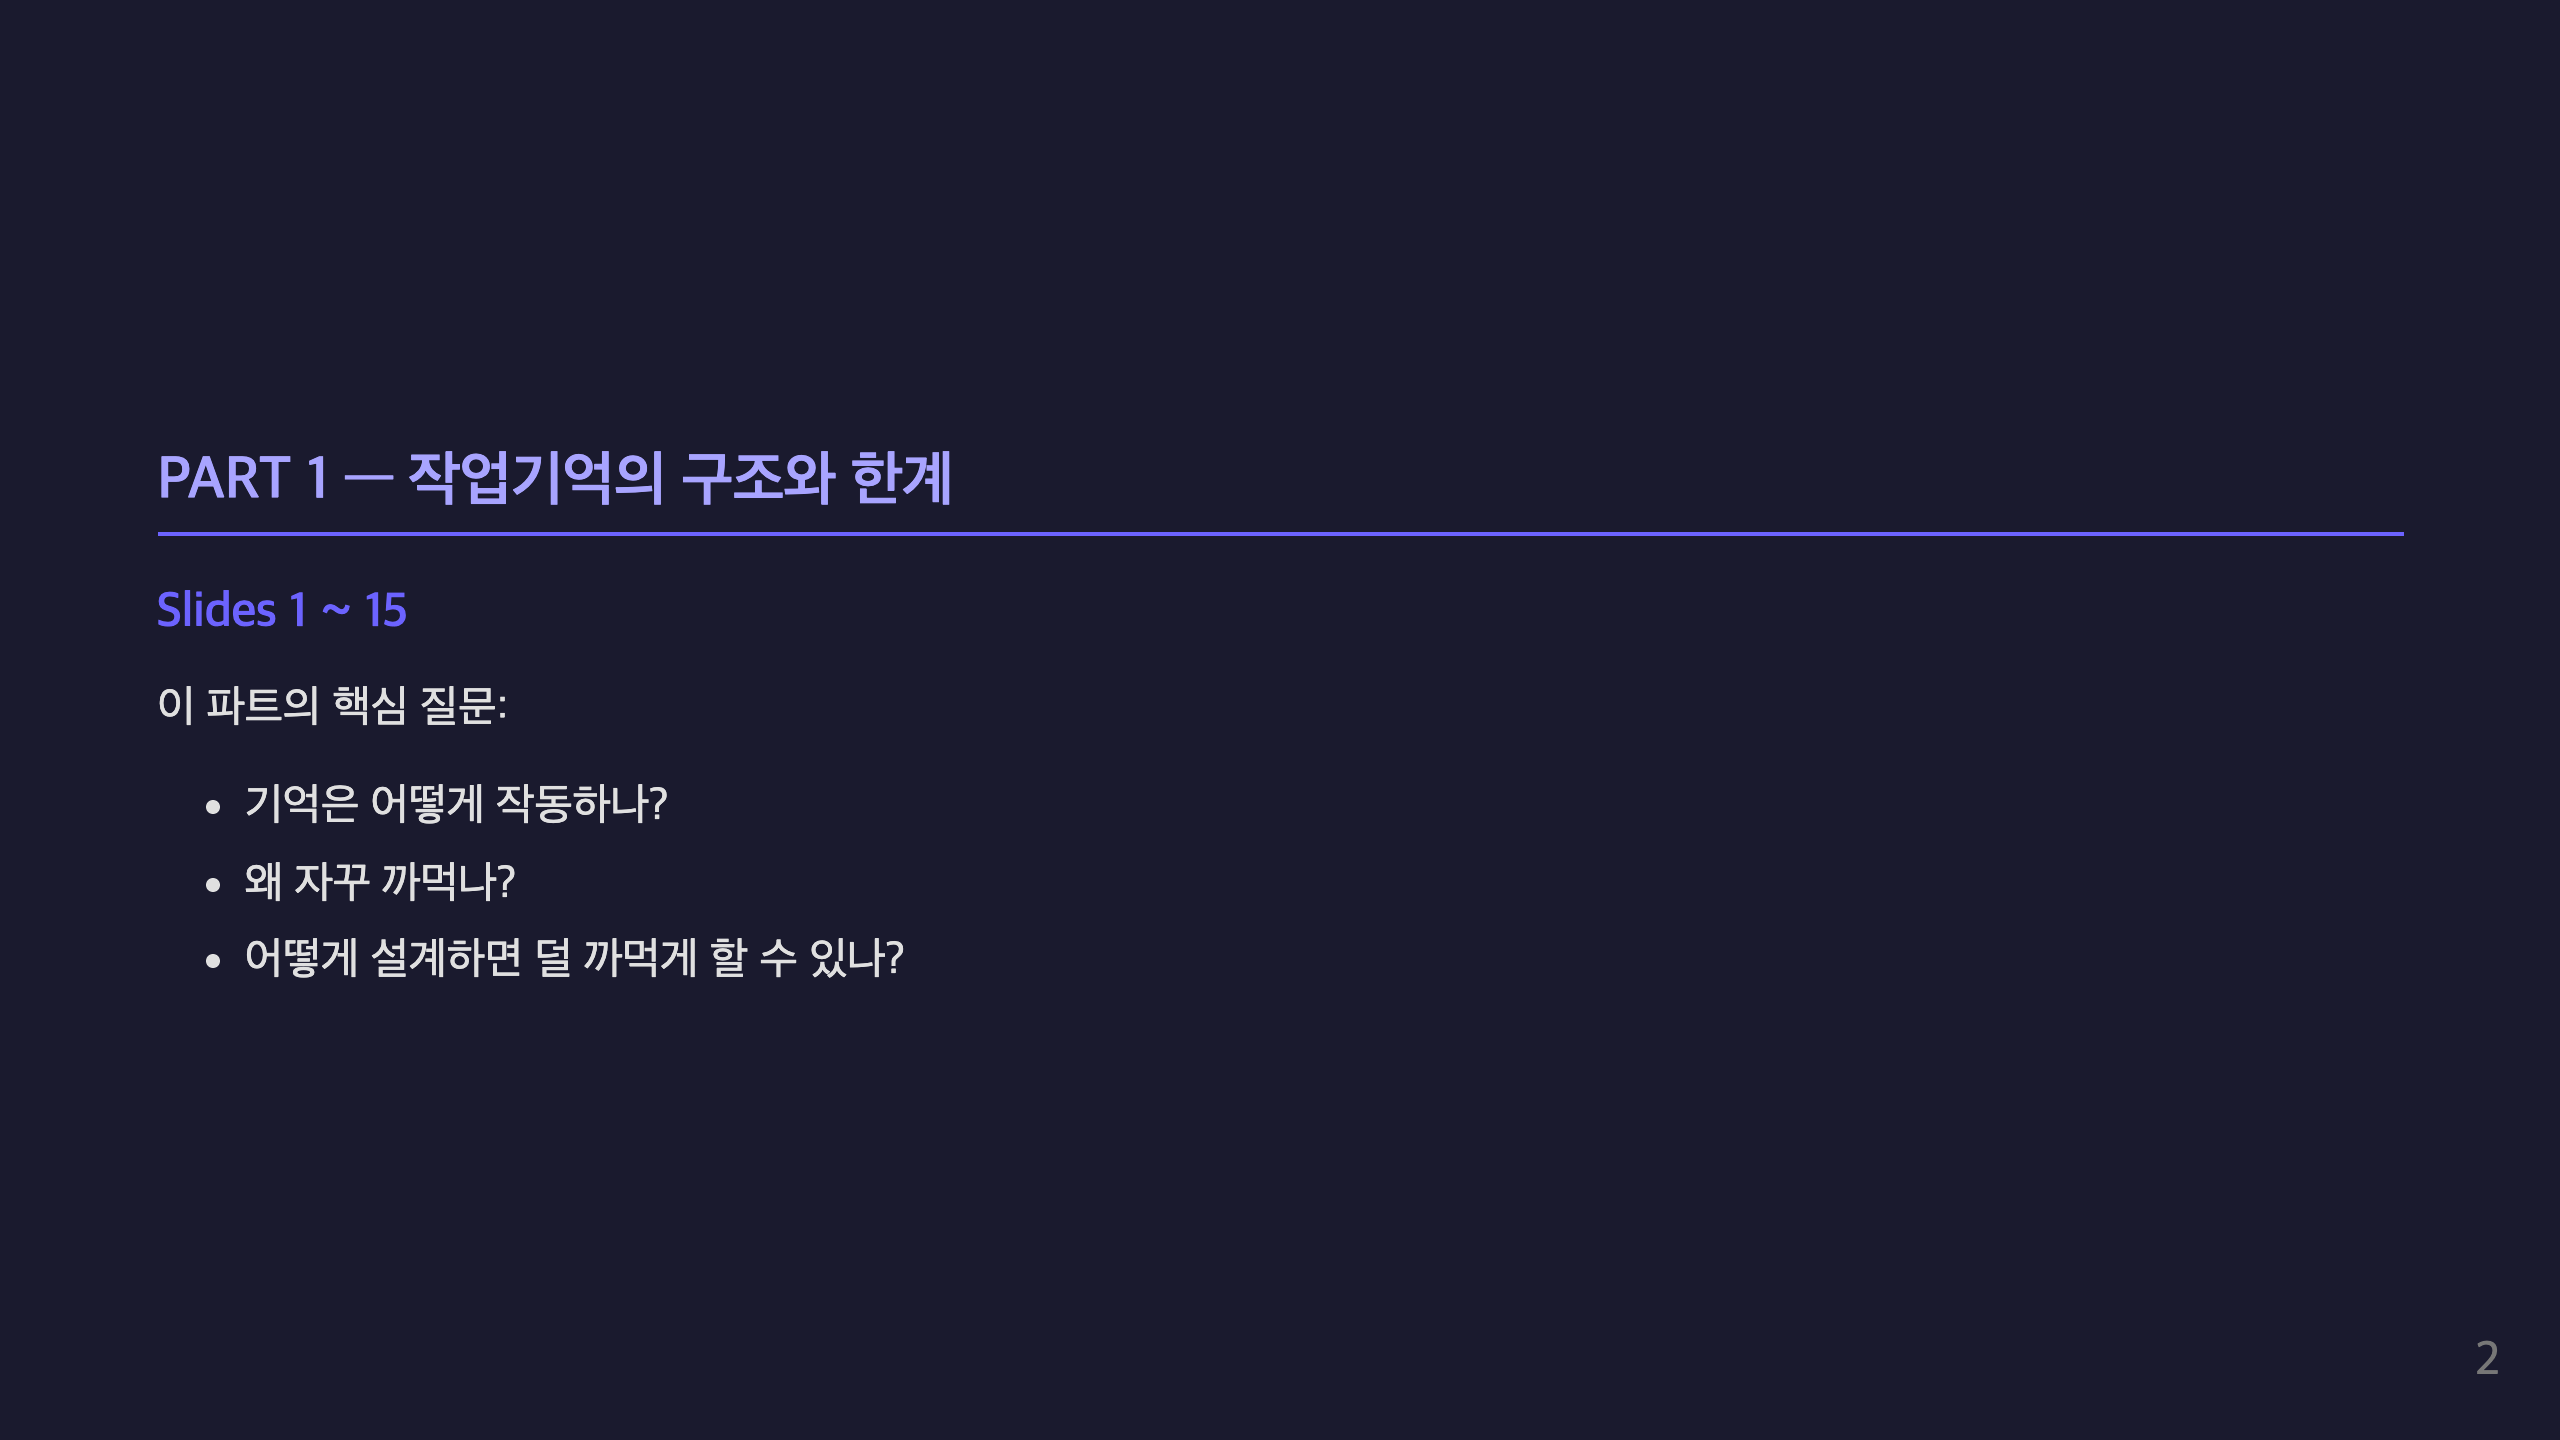 PART 1 — 작업기억의 구조와 한계
Slides 1 ~ 15
이 파트의 핵심 질문:
• 기억은 어떻게 작동하나?
• 왜 자꾸 까먹나?
• 어떻게 설계하면 덜 까먹게 할 수 있나?
2